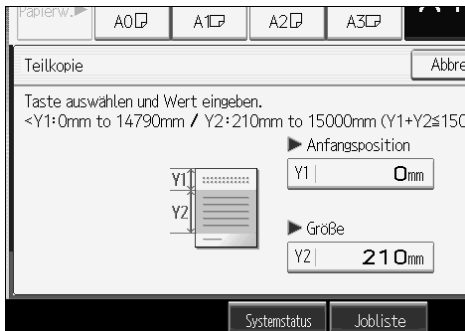 Papierw.▶
A0 A1 A2 A3
Teilkopie
Abbre
Taste auswählen und Wert eingeben.
<Y1:0mm to 14790mm / Y2:210mm to 15000mm (Y1+Y2≦150
▶ Anfangsposition
Y1 0mm
Y1
Y2
▶ Größe
Y2 210mm
Systemstatus Jobliste